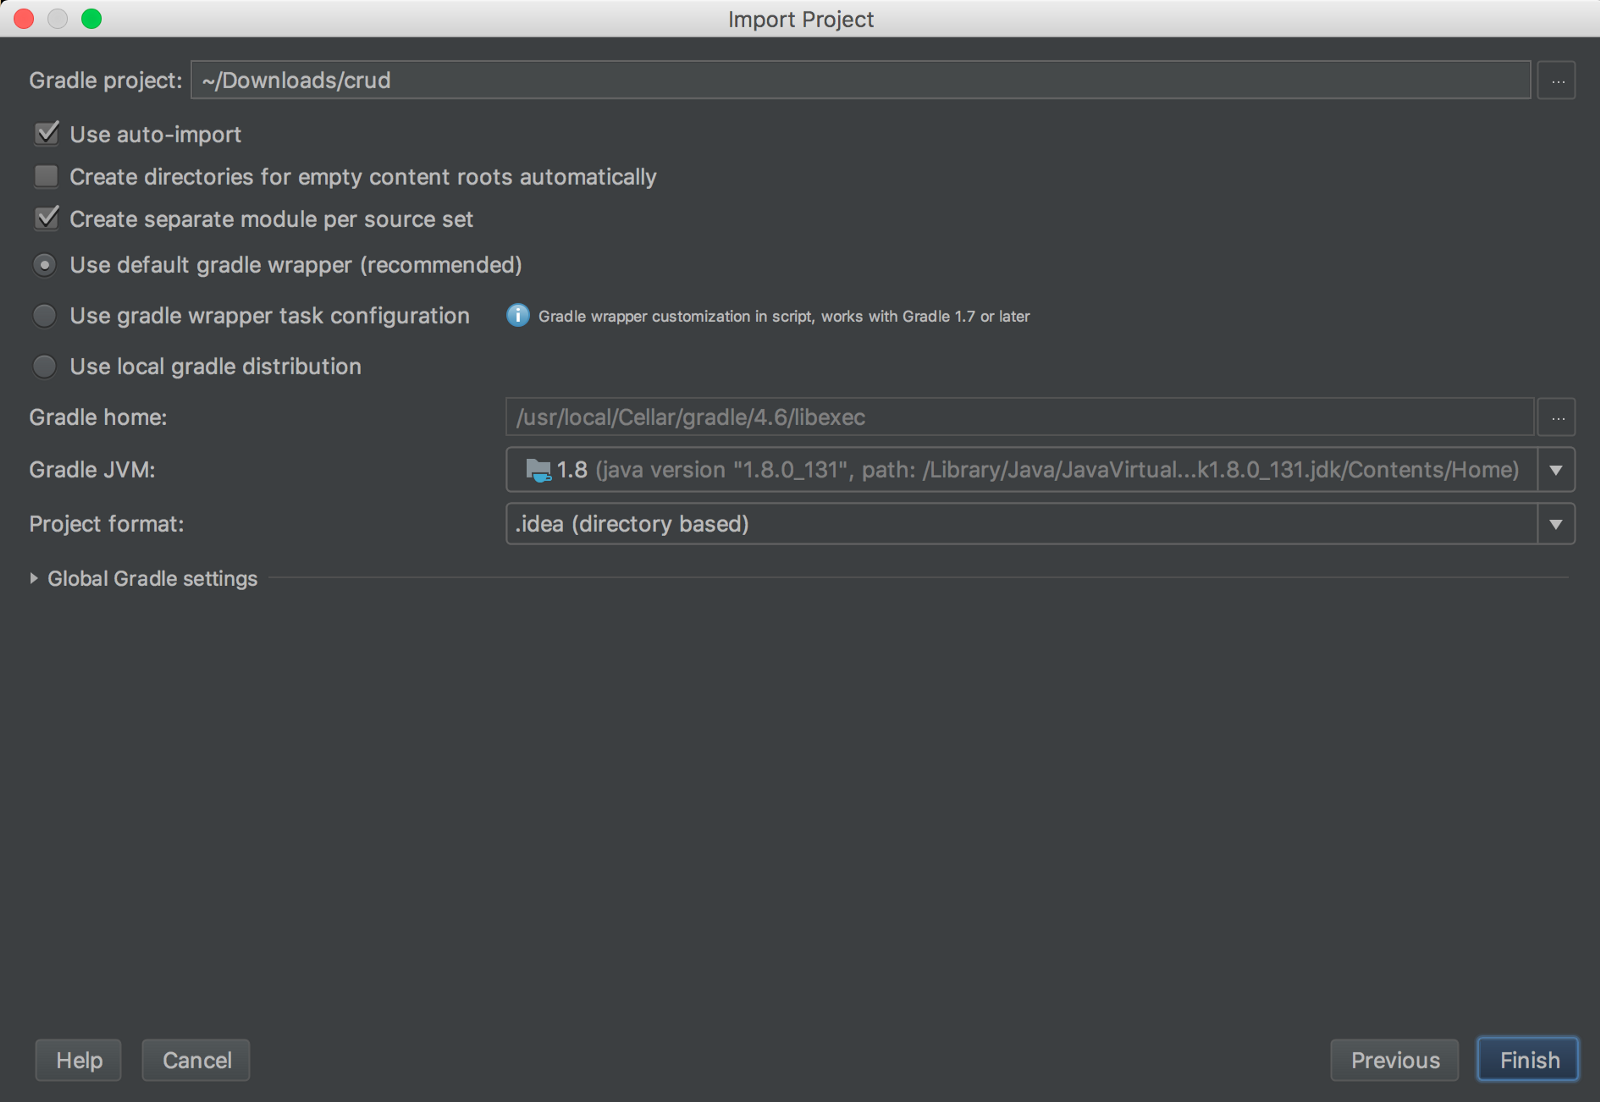 Import Project
Gradle project: ~/Downloads/crud ...
Use auto-import
Create directories for empty content roots automatically
Create separate module per source set
Use default gradle wrapper (recommended)
Use gradle wrapper task configuration Gradle wrapper customization in script, works with Gradle 1.7 or later
Use local gradle distribution
Gradle home: /usr/local/Cellar/gradle/4.6/libexec ...
Gradle JVM: 1.8 (java version "1.8.0_131", path: /Library/Java/JavaVirtual...k1.8.0_131.jdk/Contents/Home)
Project format: .idea (directory based)
Global Gradle settings
Help Cancel Previous Finish